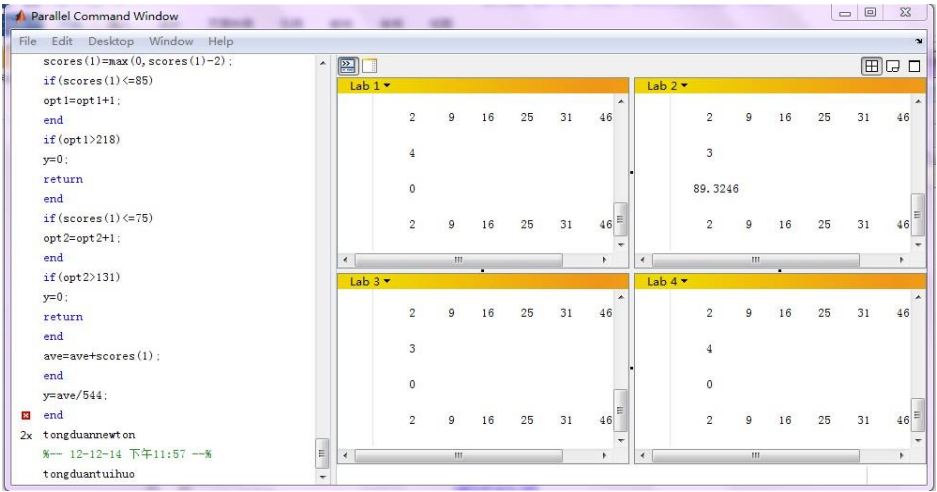 Parallel Command Window
File Edit Desktop Window Help
scores(1)=max(0,scores(1)-2);
if(scores(1)<=85)
opt1=opt1+1;
end
if(opt1>218)
y=0;
return
end
if(scores(1)<=75)
opt2=opt2+1;
end
if(opt2>131)
y=0;
return
end
ave=ave+scores(1);
end
y=ave/544;
end
2x tongduannewton
%-- 12-12-14 下午11:57 --%
tongduantuihuo
Lab 1
2 9 16 25 31 46
4
0
2 9 16 25 31 46
Lab 2
2 9 16 25 31 46
3
89.3246
2 9 16 25 31 46
Lab 3
2 9 16 25 31 46
3
0
2 9 16 25 31 46
Lab 4
2 9 16 25 31 46
4
0
2 9 16 25 31 46